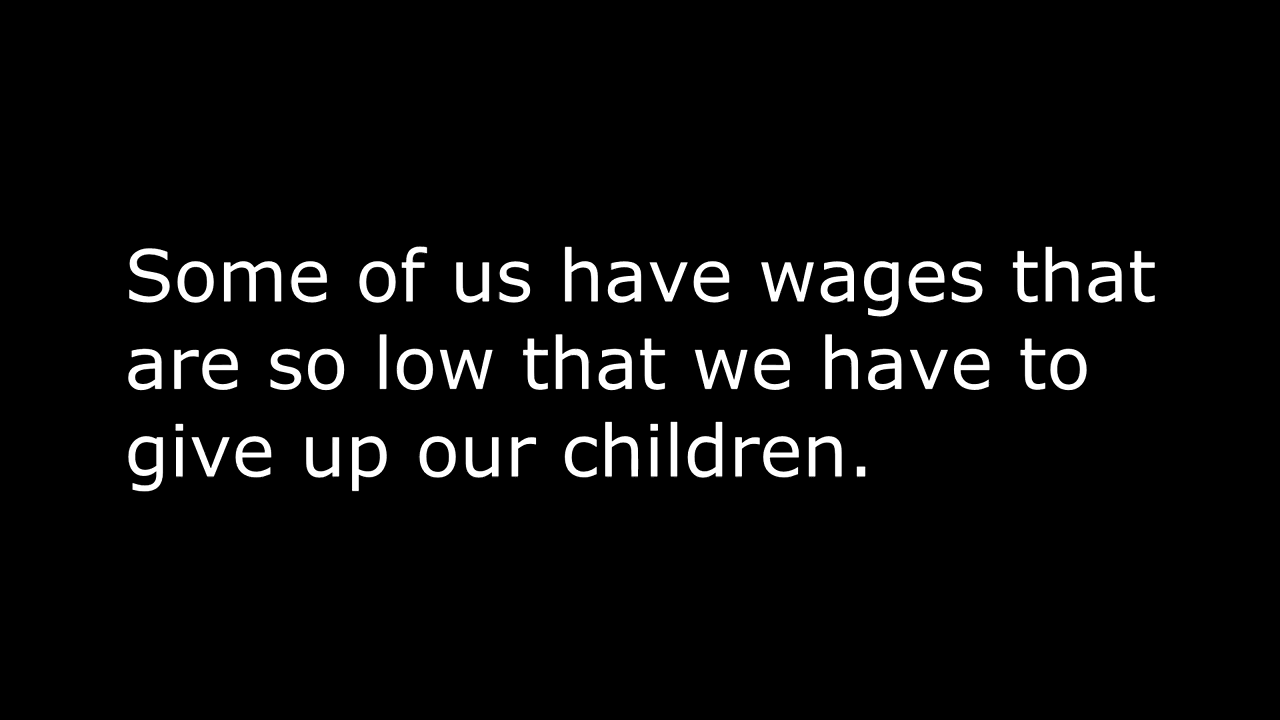 Some of us have wages that
are so low that we have to
give up our children.